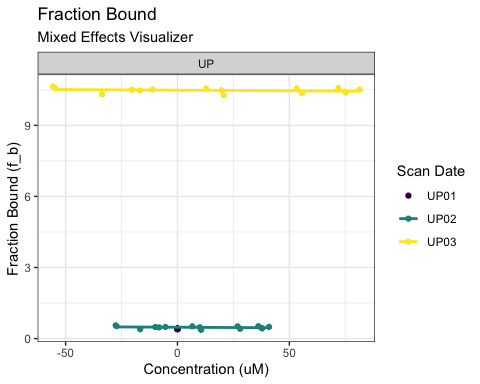 Fraction Bound
Mixed Effects Visualizer
UP
9
6
3
0
Fraction Bound (f_b)
-50
0
50
Concentration (uM)
Scan Date
UP01
UP02
UP03